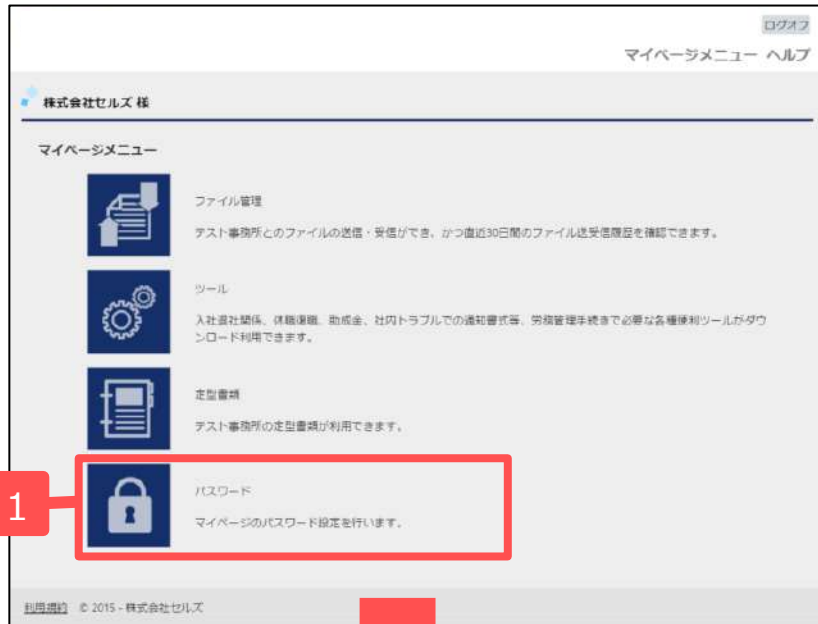 ログオフ
マイページメニュー ヘルプ
株式会社セルズ 様
マイページメニュー
ファイル管理
テスト事務所とのファイルの送信・受信ができ、かつ直近30日間のファイル送受信履歴を確認できます。
ツール
入社退社関係、休職復職、助成金、社内トラブルでの通知書式等、労務管理手続きで必要な各種便利ツールがダウ
ンロード利用できます。
定型書類
テスト事務所の定型書類が利用できます。
1
パスワード
マイページのパスワード設定を行います。
利用規約 © 2015 - 株式会社セルズ